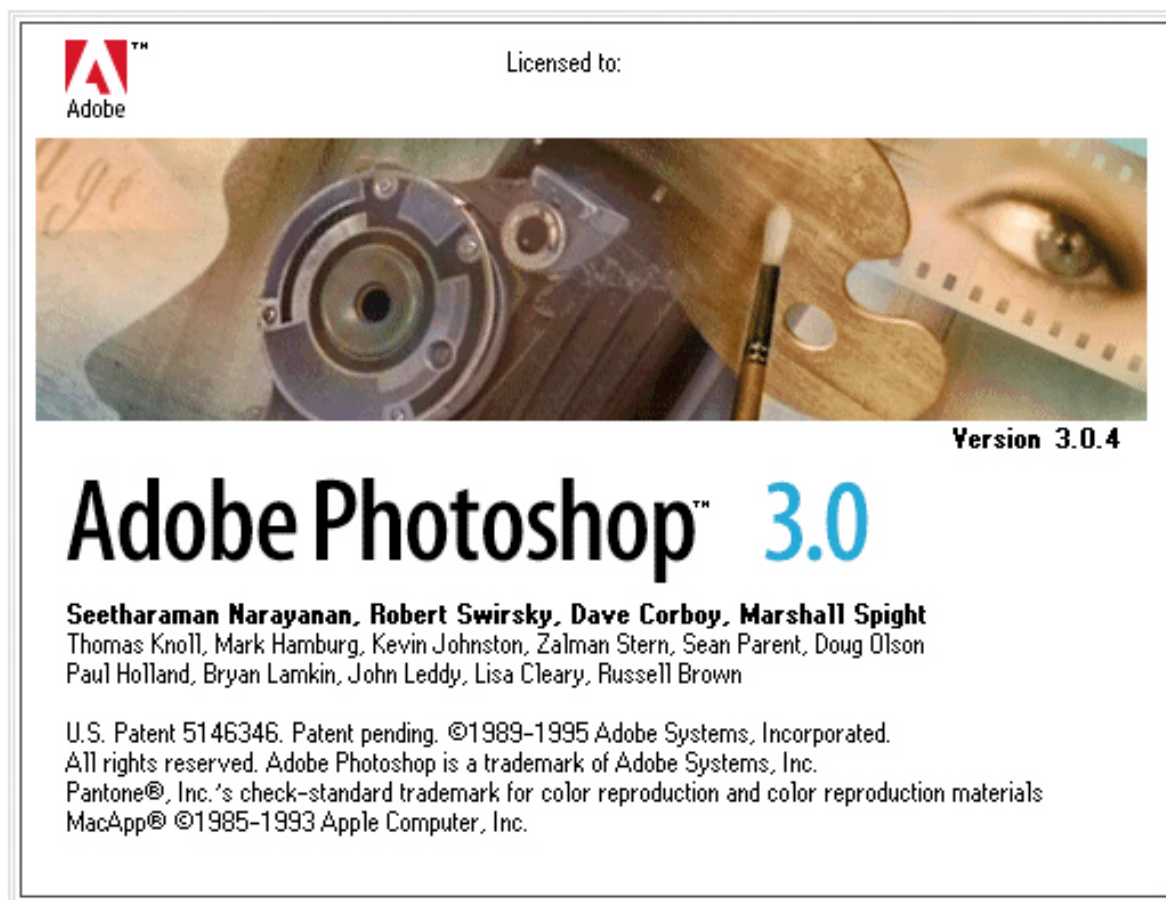 TM
Adobe
Licensed to:
Version 3.0.4
Adobe Photoshop™ 3.0
Seetharaman Narayanan, Robert Swirsky, Dave Corboy, Marshall Spight
Thomas Knoll, Mark Hamburg, Kevin Johnston, Zalman Stern, Sean Parent, Doug Olson
Paul Holland, Bryan Lamkin, John Leddy, Lisa Cleary, Russell Brown
U.S. Patent 5146346. Patent pending. ©1989-1995 Adobe Systems, Incorporated.
All rights reserved. Adobe Photoshop is a trademark of Adobe Systems, Inc.
Pantone®, Inc.'s check-standard trademark for color reproduction and color reproduction materials
MacApp® ©1985-1993 Apple Computer, Inc.